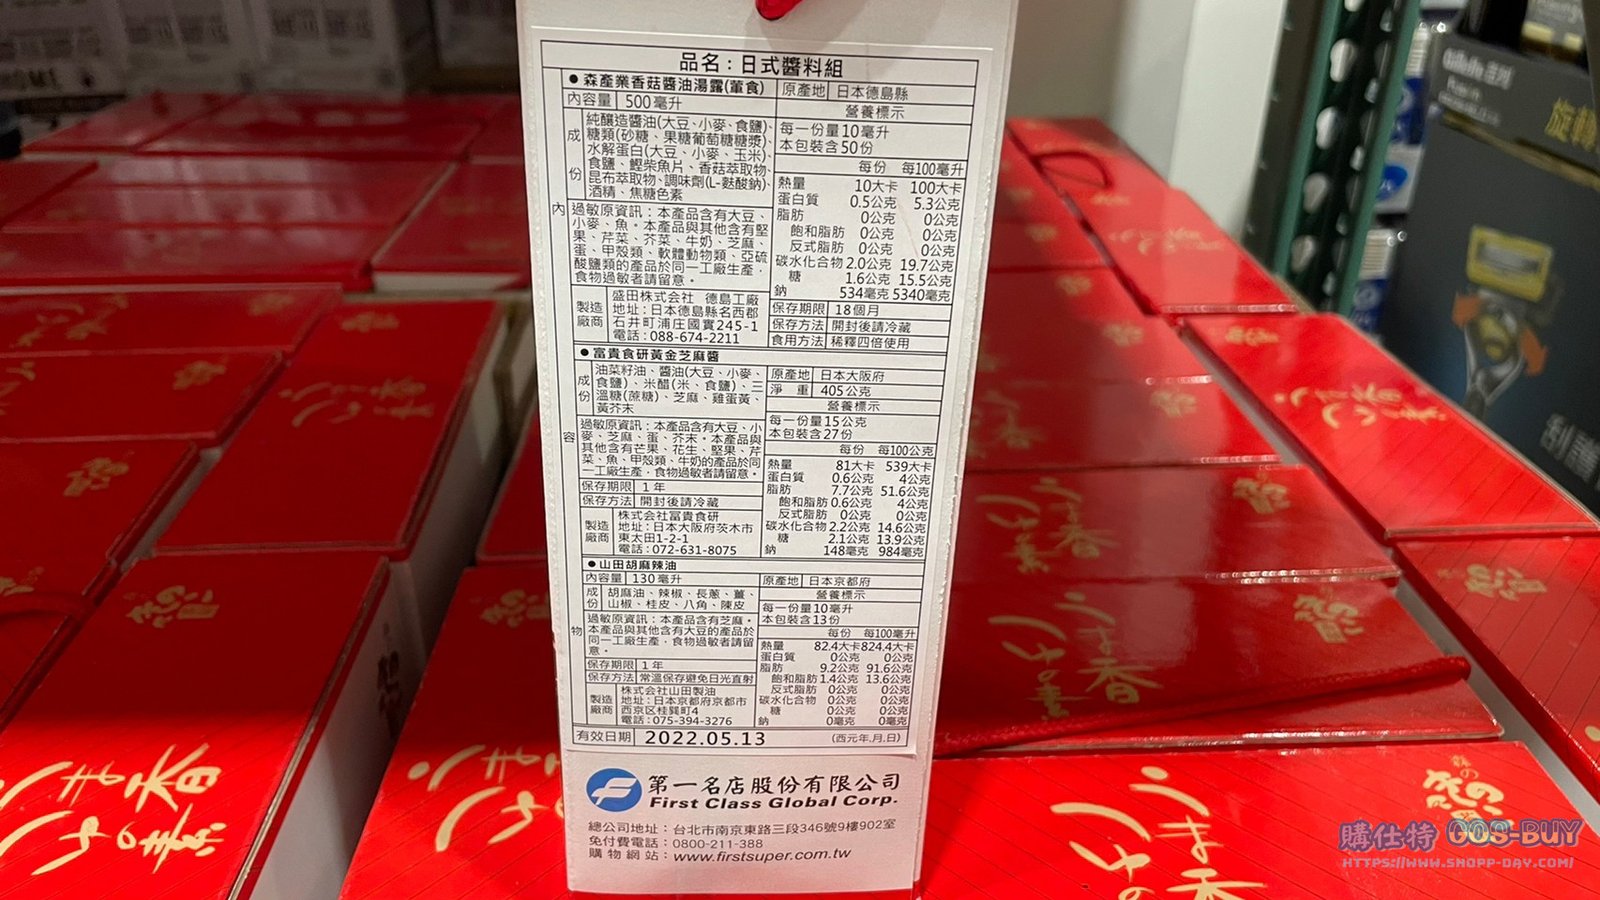 品名：日式醬料組
●森產業香菇醬油湯露(葷食)
原產地 日本德島縣
內容量 500毫升
成份
純釀造醬油(大豆、小麥、食鹽)、
糖類(砂糖、果糖葡萄糖糖漿)、
水解蛋白(大豆、小麥、玉米)、
食鹽、鰹柴魚片、香菇萃取物、
昆布萃取物、調味劑(L-麩酸鈉)、
酒精、焦糖色素
過敏原資訊：本產品含有大豆、
小麥、魚。本產品與其他含有堅
果、芹菜、芥菜、牛奶、芝麻、
蛋、甲殼類、軟體動物類、亞硫
酸鹽類的產品於同一工廠生產，
食物過敏者請留意。
製造廠商
盛田株式会社 德島工廠
地址：日本德島縣名西郡
石井町浦庄國實245-1
電話：088-674-2211
營養標示
每一份量10毫升
本包裝含50份
每份 每100毫升
熱量 10大卡 100大卡
蛋白質 0.5公克 5.3公克
脂肪 0公克 0公克
飽和脂肪 0公克 0公克
反式脂肪 0公克 0公克
碳水化合物 2.0公克 19.7公克
糖 1.6公克 15.5公克
鈉 534毫克 5340毫克
保存期限 18個月
保存方法 開封後請冷藏
食用方法 稀釋四倍使用
內容物
●富貴食研黃金芝麻醬
成份
油菜籽油、醬油(大豆、小麥、
食鹽)、米醋(米、食鹽)、三
溫糖(蔗糖)、芝麻、雞蛋黃、
黃芥末
過敏原資訊：本產品含有大豆、小
麥、芝麻、蛋、芥末。本產品與
其他含有芒果、花生、堅果、芹
菜、魚、甲殼類、牛奶的產品於同
一工廠生產，食物過敏者請留意。
保存期限 1年
保存方法 開封後請冷藏
製造廠商
株式会社富貴食研
地址：日本大阪府茨木市
東太田1-2-1
電話：072-631-8075
原產地 日本大阪府
淨重 405公克
營養標示
每一份量15公克
本包裝含27份
每份 每100公克
熱量 81大卡 539大卡
蛋白質 0.6公克 4公克
脂肪 7.7公克 51.6公克
飽和脂肪 0.6公克 4公克
反式脂肪 0公克 0公克
碳水化合物 2.2公克 14.6公克
糖 2.1公克 13.9公克
鈉 148毫克 984毫克
●山田胡麻辣油
內容量 130毫升
成份
胡麻油、辣椒、長蔥、薑、
山椒、桂皮、八角、陳皮
過敏原資訊：本產品含有芝麻。
本產品與其他含有大豆的產品於
同一工廠生產，食物過敏者請留
意。
保存期限 1年
保存方法 常溫保存避免日光直射
製造廠商
株式会社山田製油
地址：日本京都府京都市
西京区桂巽町4
電話：075-394-3276
原產地 日本京都府
營養標示
每一份量10毫升
本包裝含13份
每份 每100毫升
熱量 82.4大卡 824.4大卡
蛋白質 0公克 0公克
脂肪 9.2公克 91.6公克
飽和脂肪 1.4公克 13.6公克
反式脂肪 0公克 0公克
碳水化合物 0公克 0公克
糖 0公克 0公克
鈉 0毫克 0毫克
有效日期 2022.05.13 (西元年.月.日)
第一名店股份有限公司
First Class Global Corp.
總公司地址：台北市南京東路三段346號9樓902室
免付費電話：0800-211-388
購物網站：www.firstsuper.com.tw
購仕特 COS-BUY
HTTPS://WWW.SHOPP-DAY.COM/